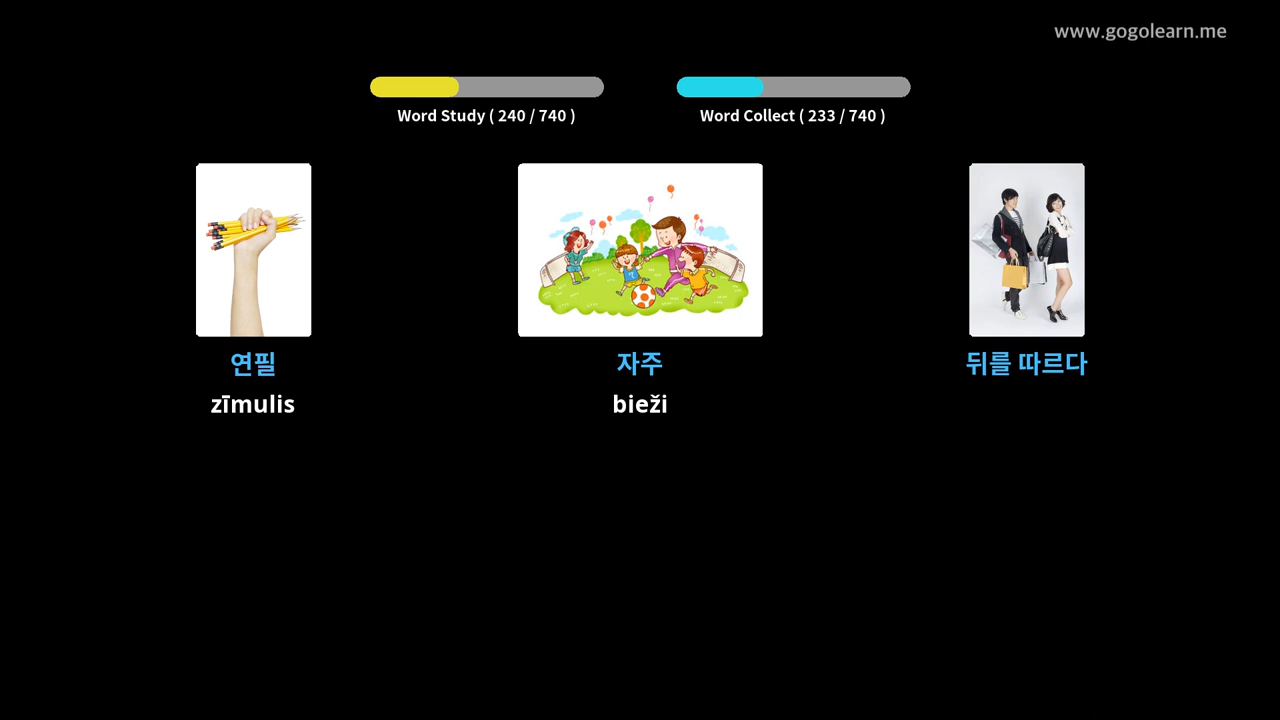 www.gogolearn.me
Word Study ( 240 / 740 )
Word Collect ( 233 / 740 )
연필
자주
뒤를 따르다
zīmulis
bieži